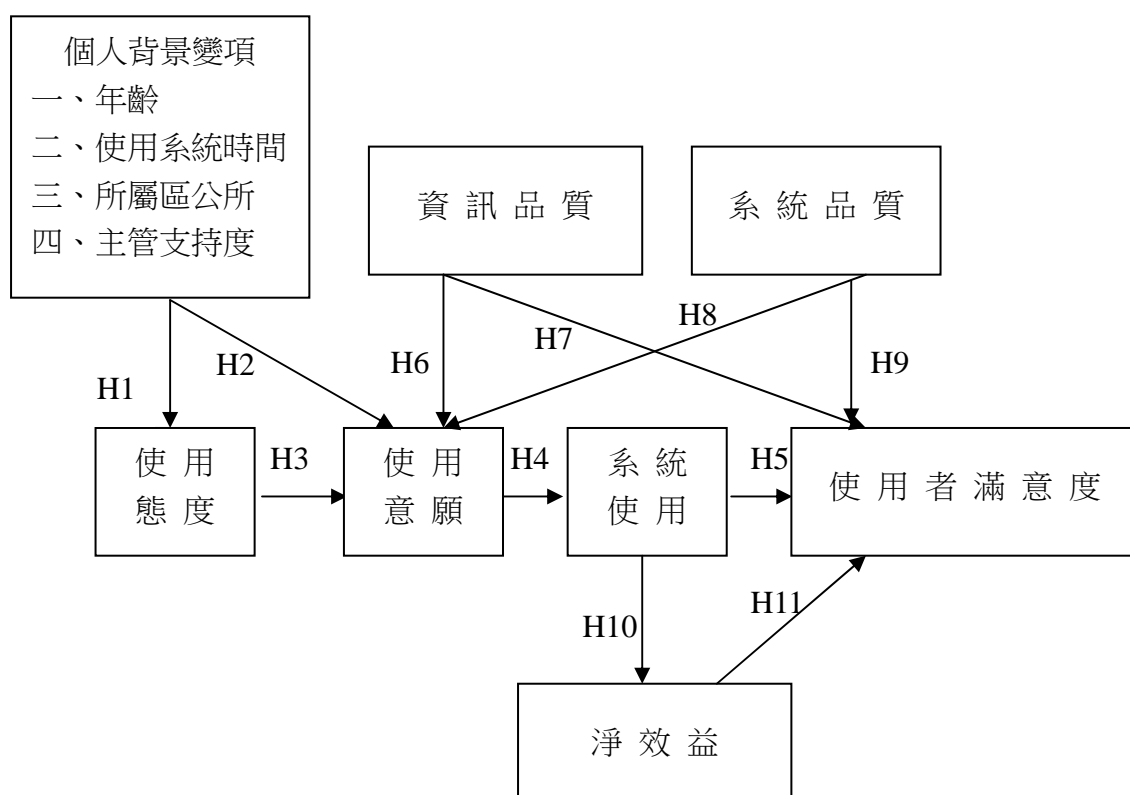 個人背景變項
一、年齡
二、使用系統時間
三、所屬區公所
四、主管支持度
資訊品質
系統品質
H1
H2
H6
H7
H8
H9
使用
態度
H3
使用
意願
H4
系統
使用
H5
使用者滿意度
H10
H11
淨效益